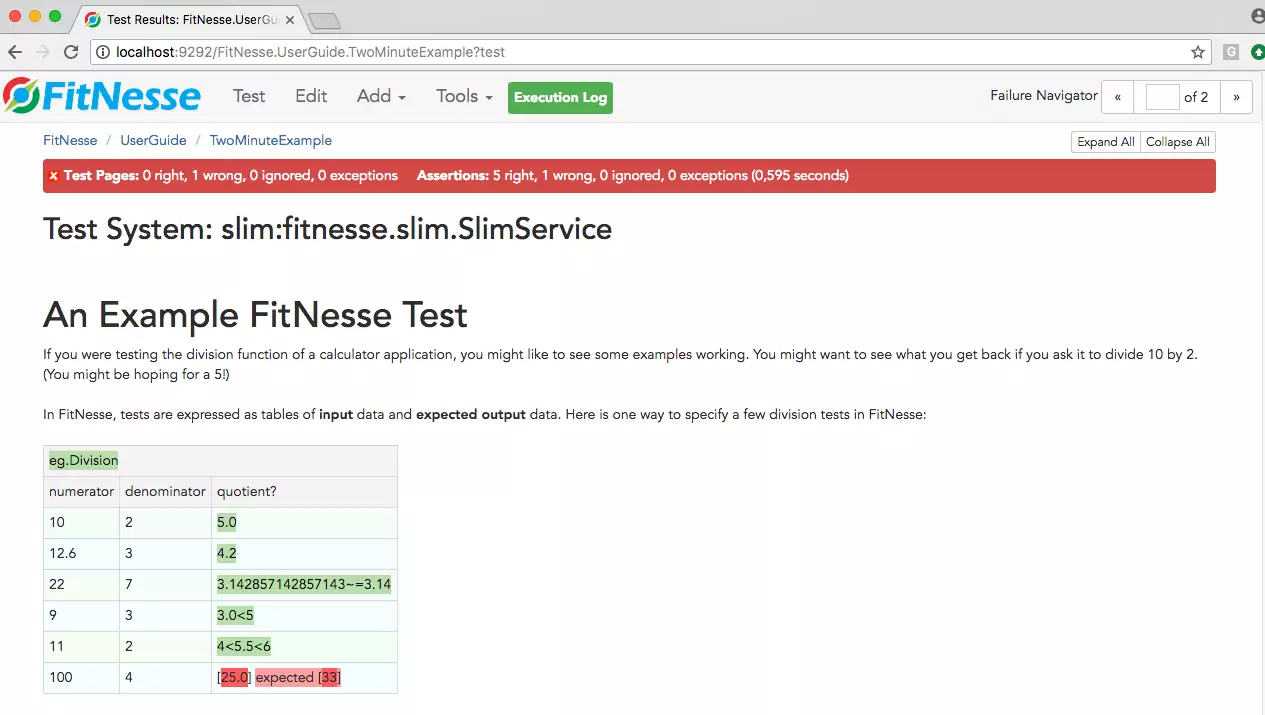 Test Results: FitNesse.UserGu
localhost:9292/FitNesse.UserGuide.TwoMinuteExample?test
G
FitNesse Test Edit Add Tools Execution Log Failure Navigator « of 2 »
FitNesse / UserGuide / TwoMinuteExample Expand All Collapse All
x Test Pages: 0 right, 1 wrong, 0 ignored, 0 exceptions Assertions: 5 right, 1 wrong, 0 ignored, 0 exceptions (0,595 seconds)
Test System: slim:fitnesse.slim.SlimService
An Example FitNesse Test
If you were testing the division function of a calculator application, you might like to see some examples working. You might want to see what you get back if you ask it to divide 10 by 2.
(You might be hoping for a 5!)
In FitNesse, tests are expressed as tables of input data and expected output data. Here is one way to specify a few division tests in FitNesse:
eg.Division
numerator denominator quotient?
10 2 5.0
12.6 3 4.2
22 7 3.142857142857143~=3.14
9 3 3.0<5
11 2 4<5.5<6
100 4 [25.0] expected [33]